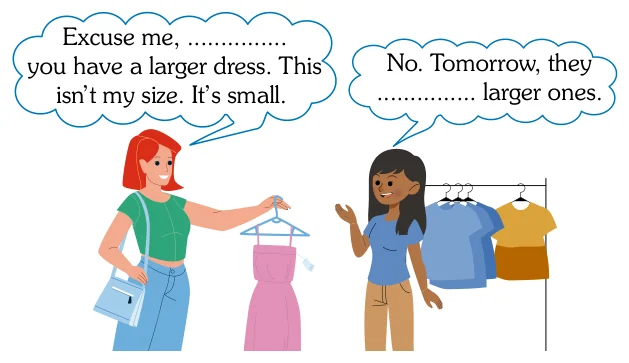 Excuse me, ...............
you have a larger dress. This
isn't my size. It's small.
No. Tomorrow, they
............... larger ones.